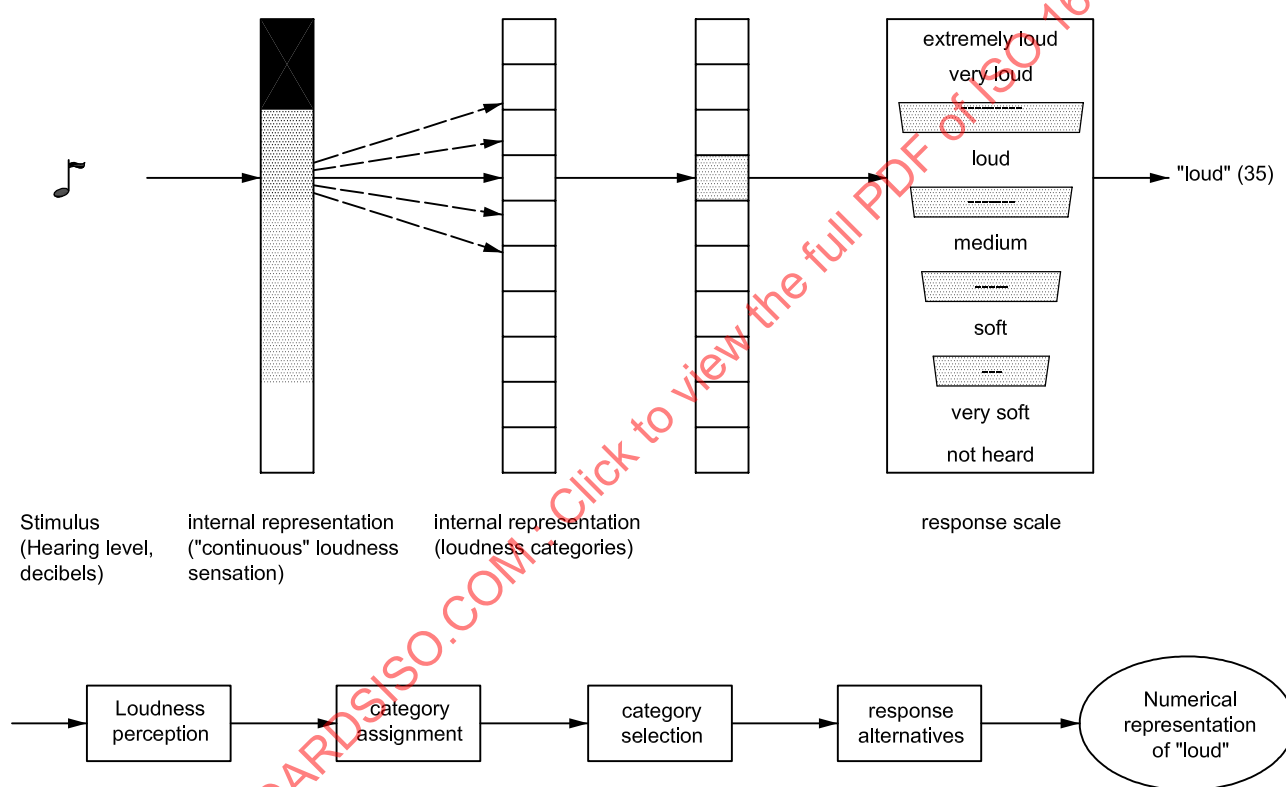 extremely loud
very loud
---------
loud
-------
medium
-----
soft
---
very soft
not heard
"loud" (35)
Stimulus
(Hearing level,
decibels)
internal representation
("continuous" loudness
sensation)
internal representation
(loudness categories)
response scale
Loudness
perception
category
assignment
category
selection
response
alternatives
Numerical
representation
of "loud"
ARDSISO.COM : Click to view the full PDF of ISO 16